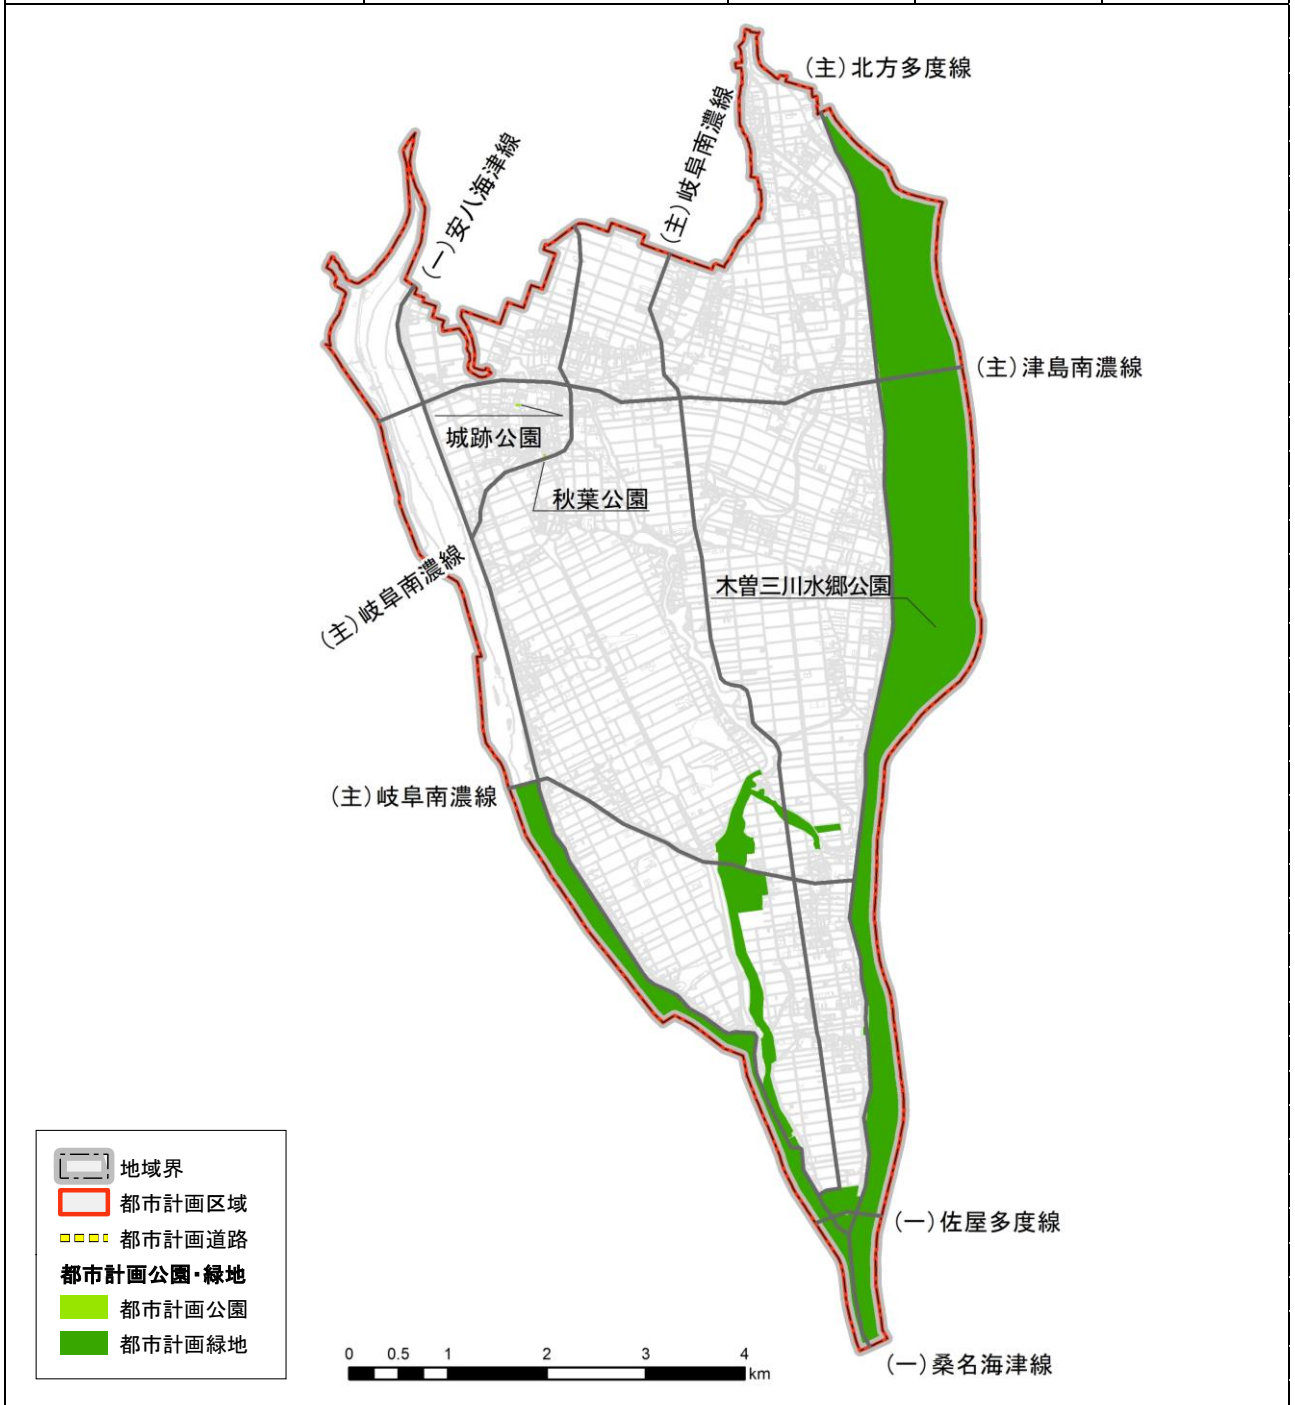 (主)北方多度線
(主)岐阜南濃線
(一)安八海津線
(主)津島南濃線
城跡公園
秋葉公園
(主)岐阜南濃線
木曽三川水郷公園
(主)岐阜南濃線
地域界
都市計画区域
都市計画道路
都市計画公園・緑地
都市計画公園
都市計画緑地
(一)佐屋多度線
0 0.5 1 2 3 4
km
(一)桑名海津線